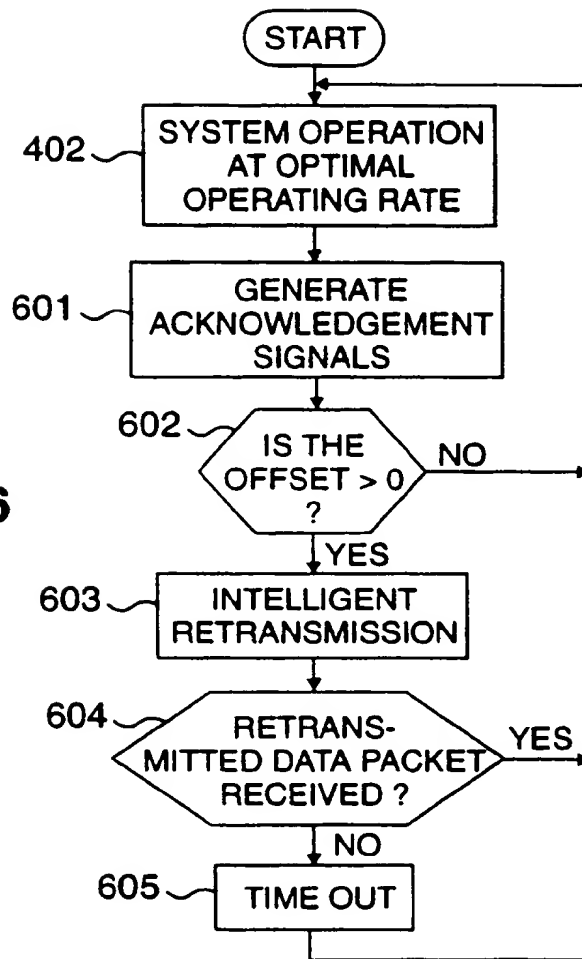 START
402
SYSTEM OPERATION
AT OPTIMAL
OPERATING RATE
601
GENERATE
ACKNOWLEDGEMENT
SIGNALS
602
IS THE
OFFSET > 0
?
NO
YES
6
603
INTELLIGENT
RETRANSMISSION
604
RETRANS-
MITTED DATA PACKET
RECEIVED ?
YES
NO
605
TIME OUT